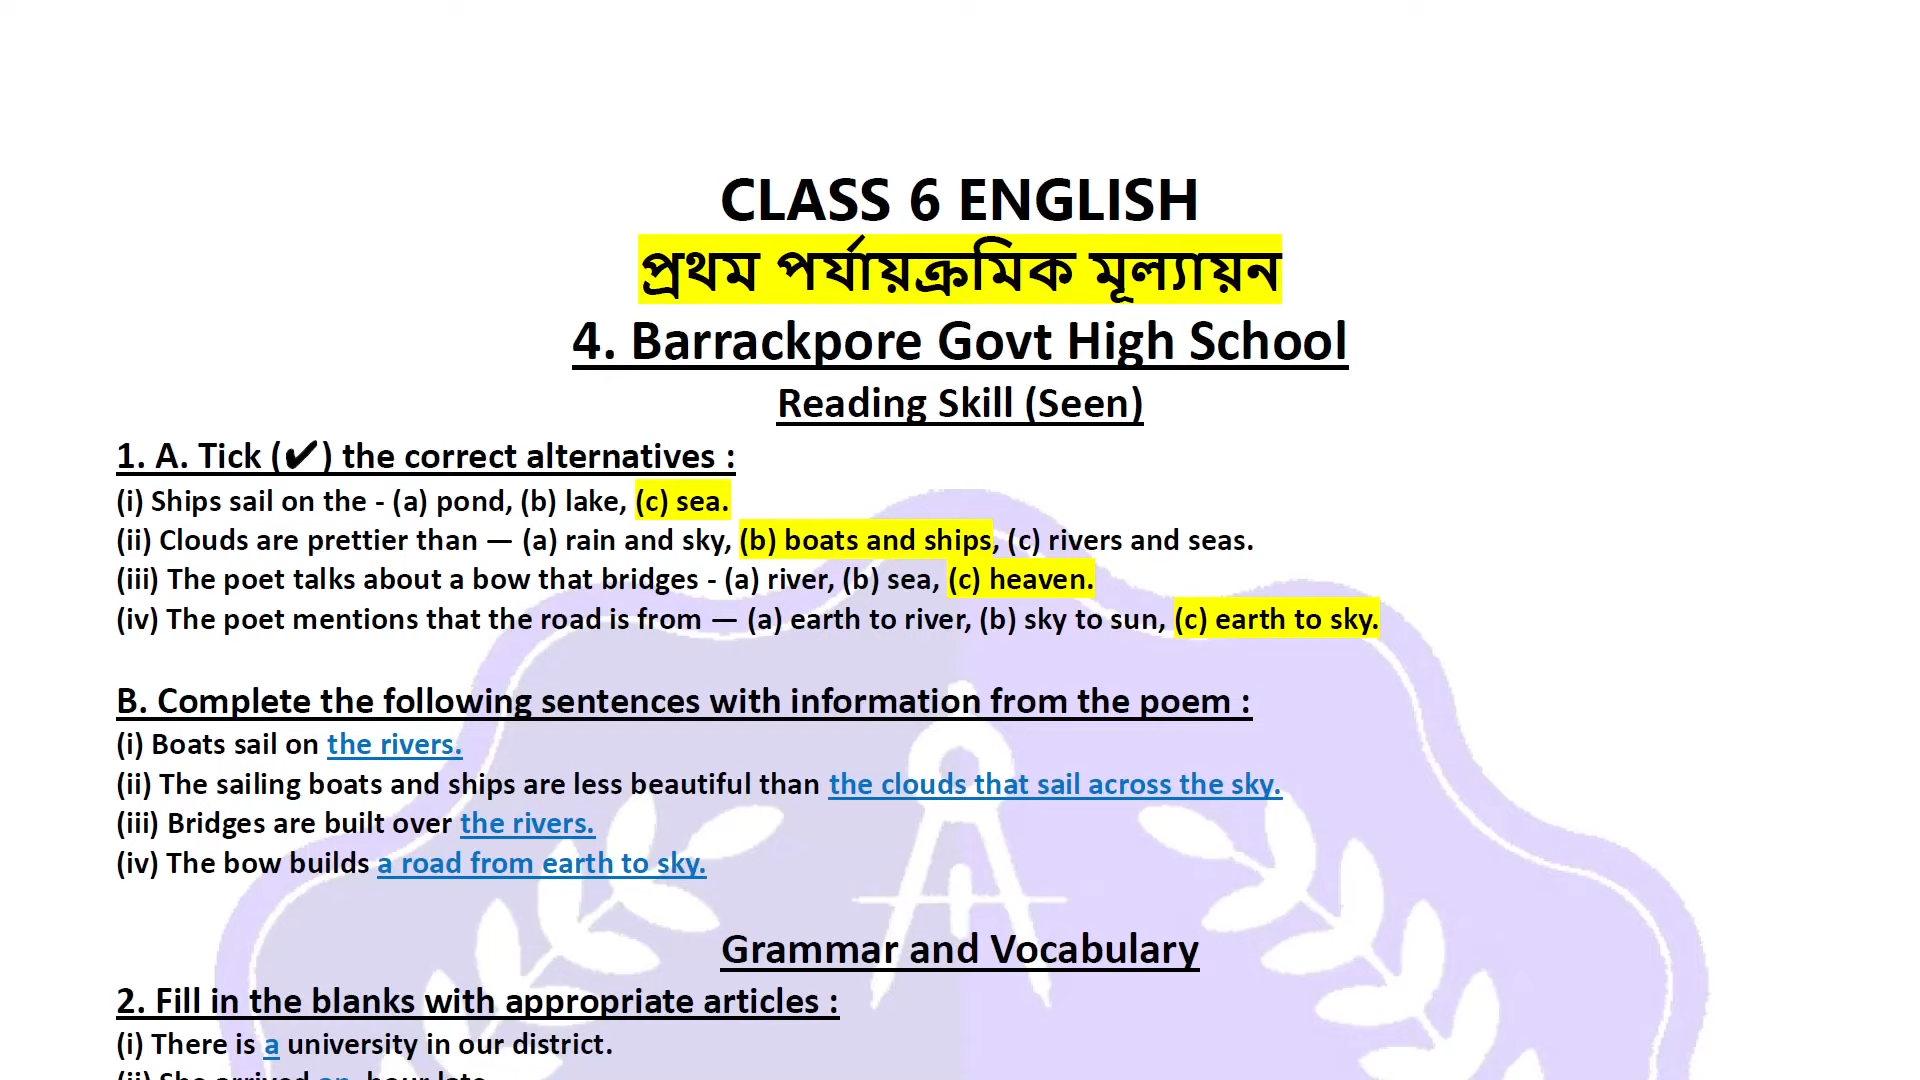 CLASS 6 ENGLISH
প্রথম পর্যায়ক্রমিক মূল্যায়ন
4. Barrackpore Govt High School
Reading Skill (Seen)
1. A. Tick (✔) the correct alternatives :
(i) Ships sail on the - (a) pond, (b) lake, (c) sea.
(ii) Clouds are prettier than — (a) rain and sky, (b) boats and ships, (c) rivers and seas.
(iii) The poet talks about a bow that bridges - (a) river, (b) sea, (c) heaven.
(iv) The poet mentions that the road is from — (a) earth to river, (b) sky to sun, (c) earth to sky.
B. Complete the following sentences with information from the poem :
(i) Boats sail on the rivers.
(ii) The sailing boats and ships are less beautiful than the clouds that sail across the sky.
(iii) Bridges are built over the rivers.
(iv) The bow builds a road from earth to sky.
Grammar and Vocabulary
2. Fill in the blanks with appropriate articles :
(i) There is a university in our district.
(ii) She arrived an hour late